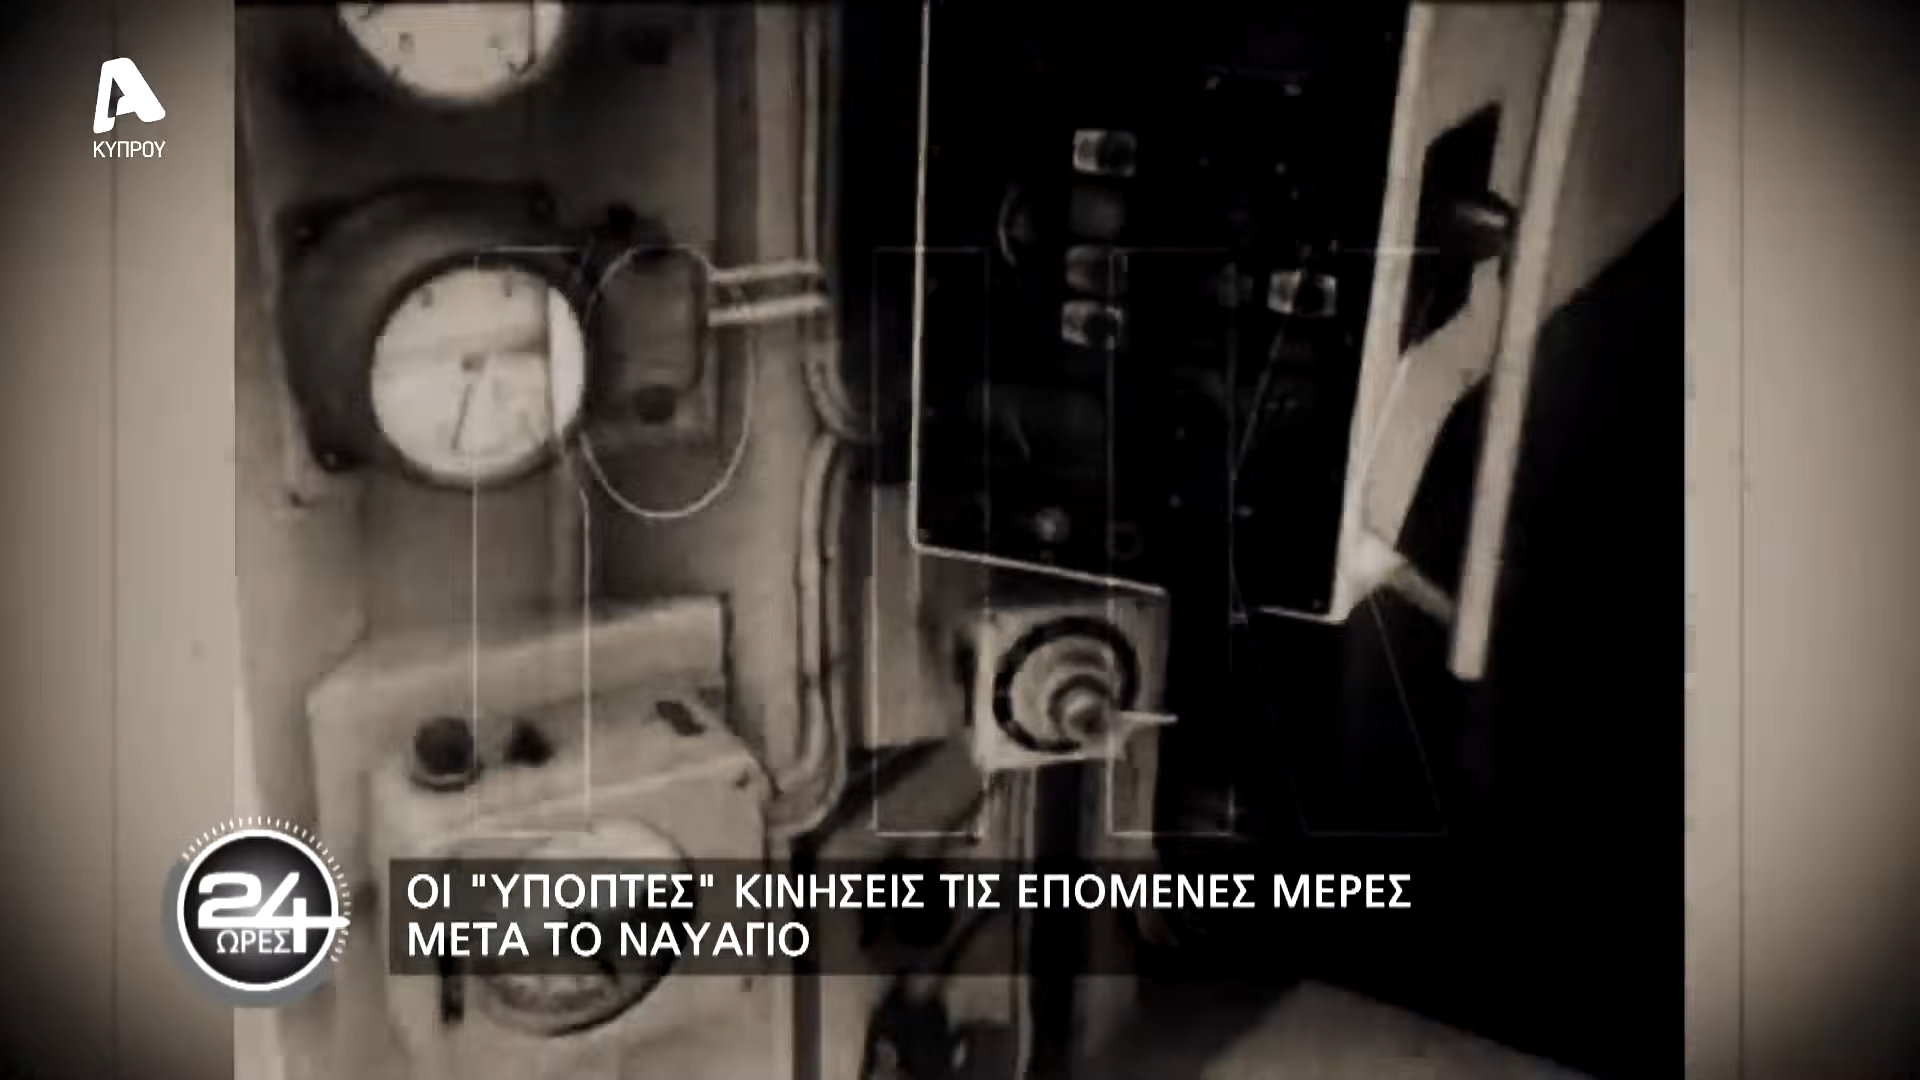 ΚΥΠΡΟΥ
24
ΩΡΕΣ
ΟΙ "ΥΠΟΠΤΕΣ" ΚΙΝΗΣΕΙΣ ΤΙΣ ΕΠΟΜΕΝΕΣ ΜΕΡΕΣ
ΜΕΤΑ ΤΟ ΝΑΥΑΓΙΟ